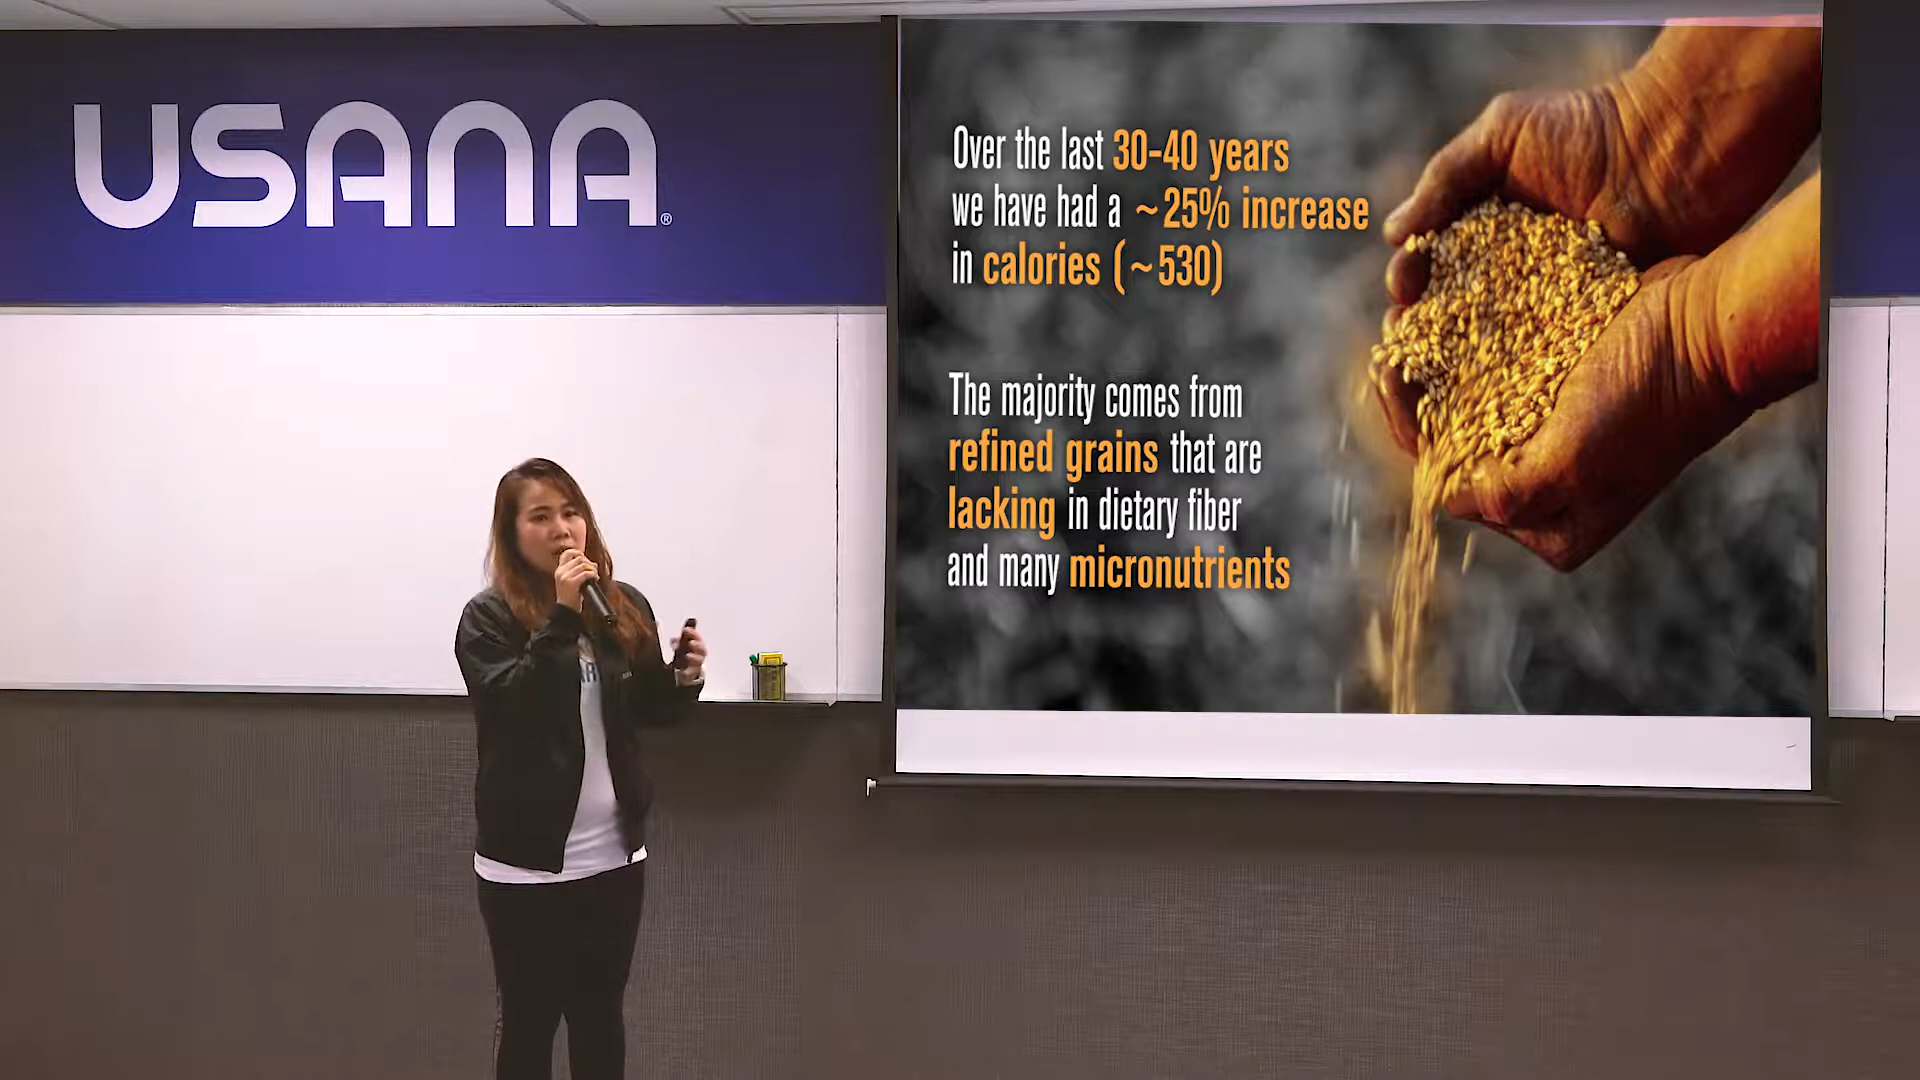 USANA®
Over the last 30-40 years
we have had a ~25% increase
in calories (~530)
The majority comes from
refined grains that are
lacking in dietary fiber
and many micronutrients